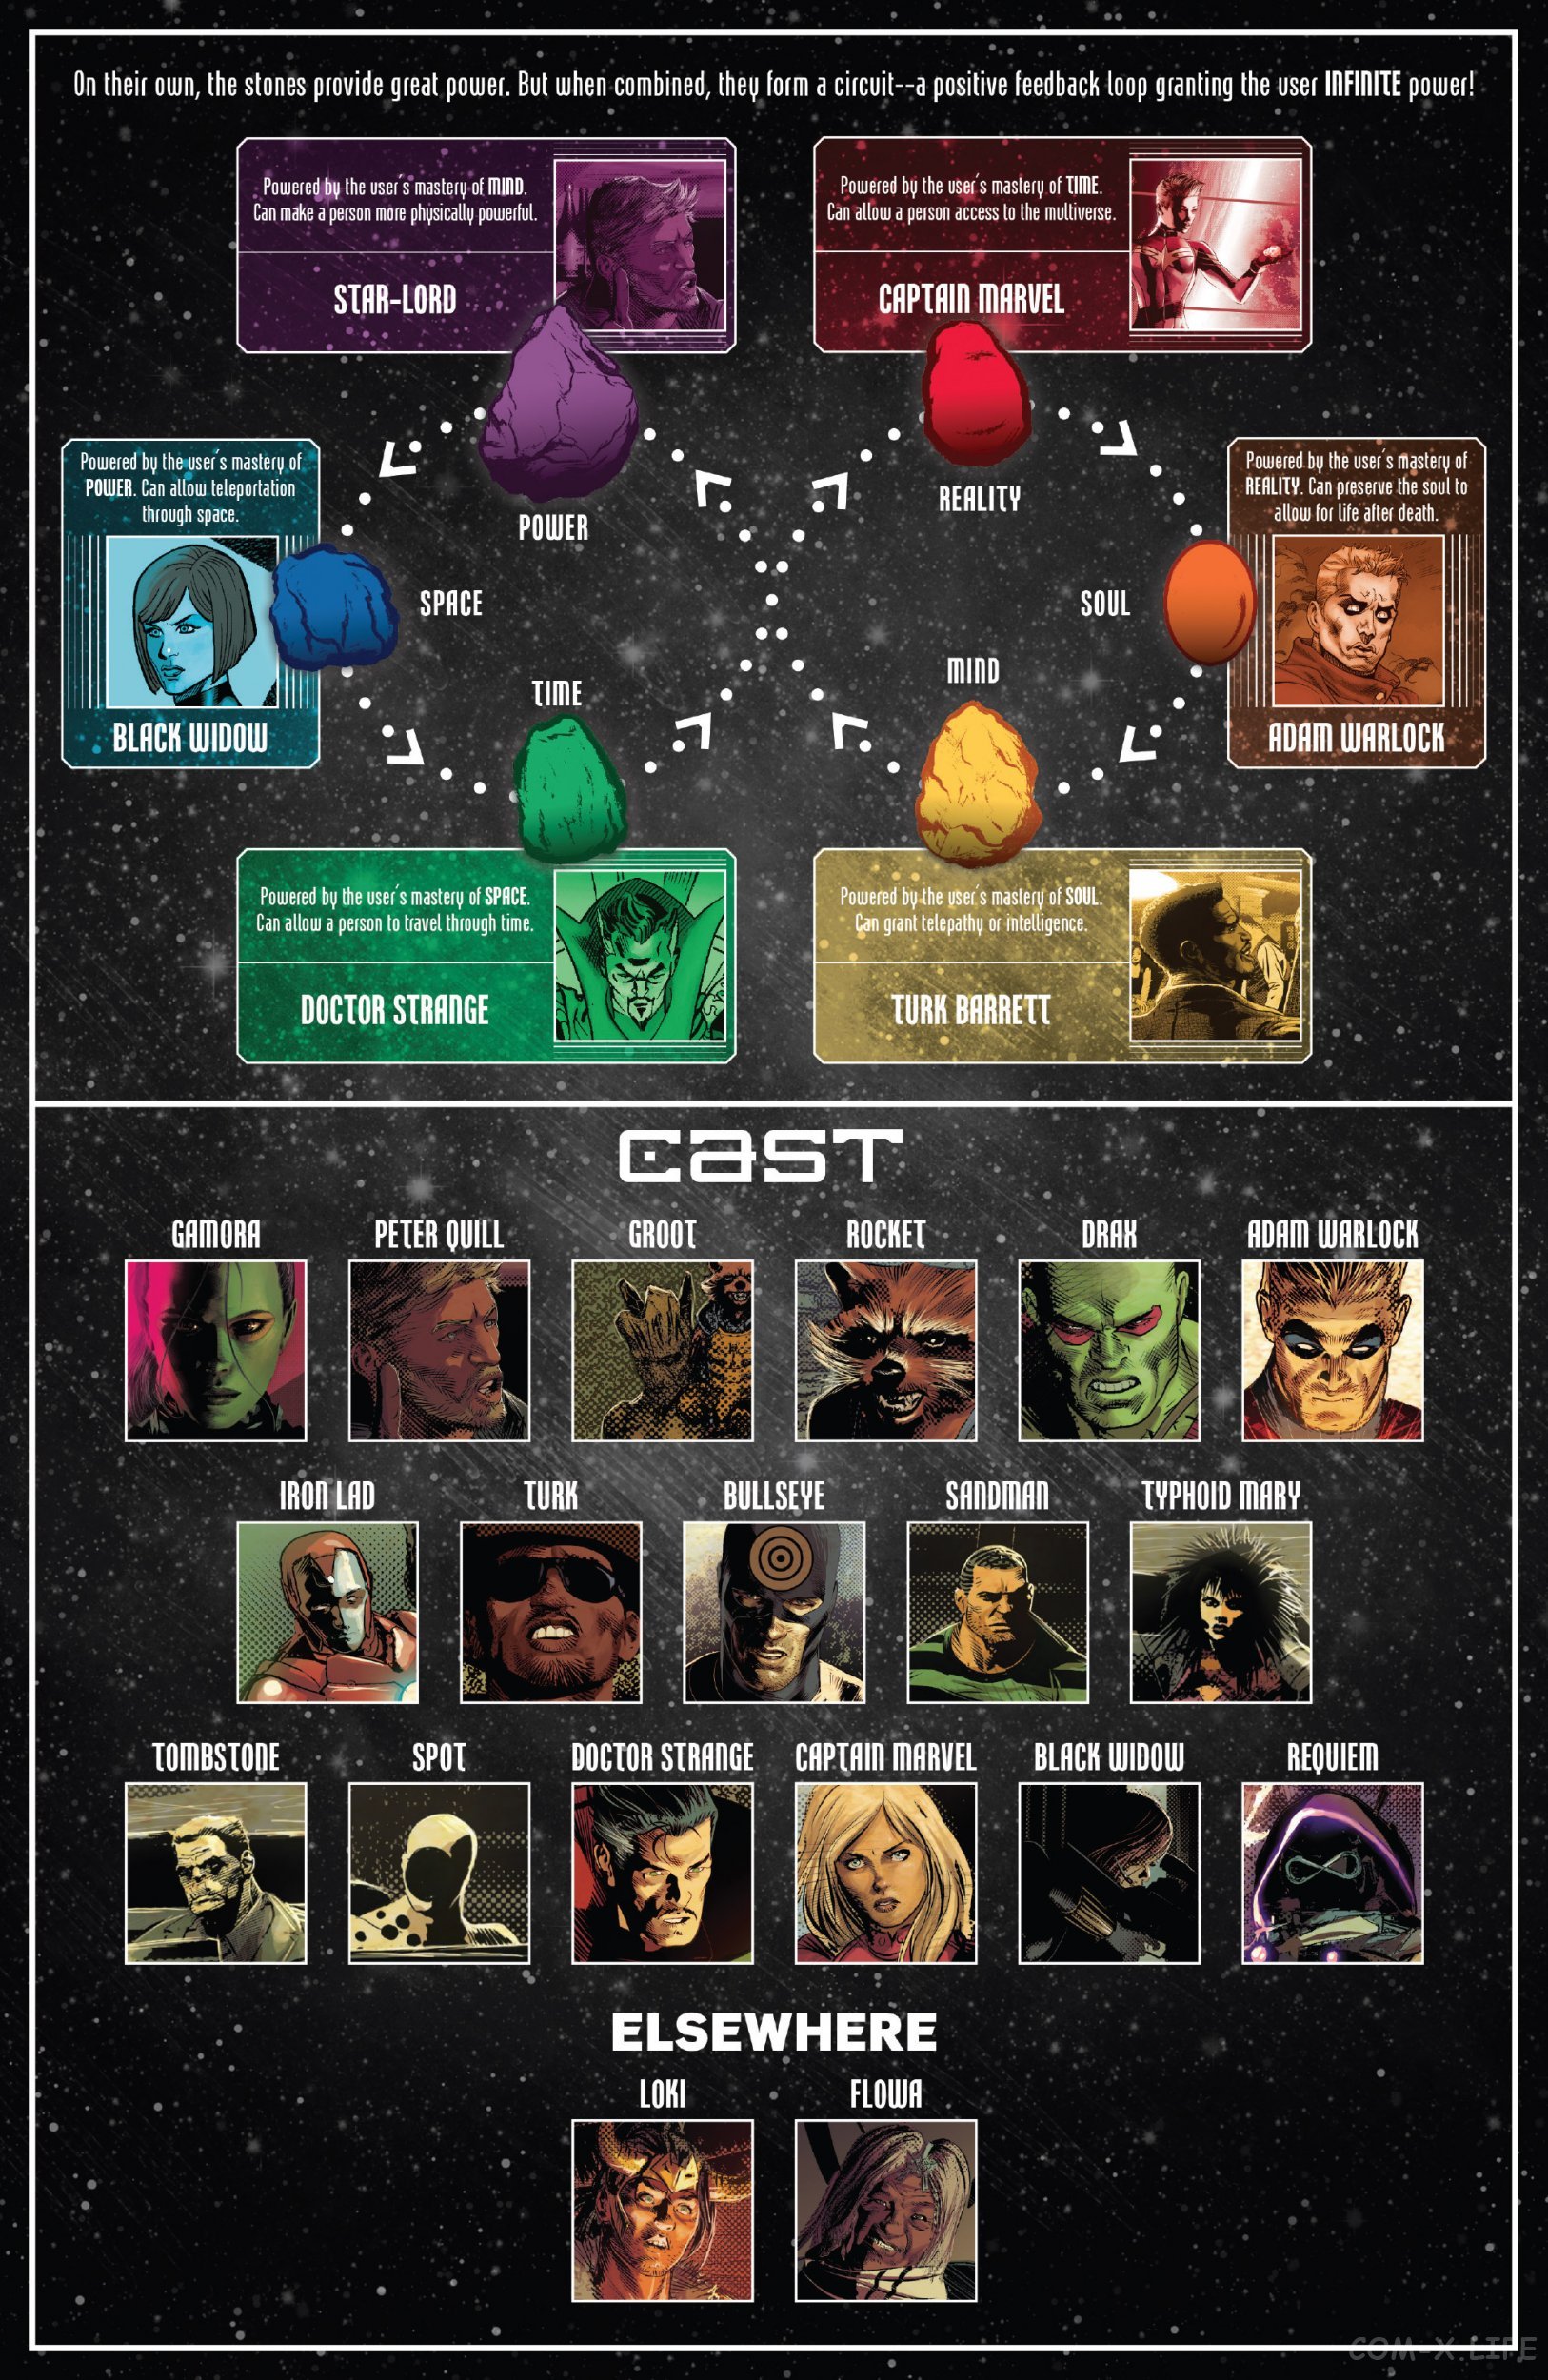 On their own, the stones provide great power. But when combined, they form a circuit--a positive feedback loop granting the user INFINITE power!
Powered by the user's mastery of MIND.
Can make a person more physically powerful.
STAR-LORD
Powered by the user's mastery of TIME.
Can allow a person access to the multiverse.
CAPTAIN MARVEL
POWER
REALITY
Powered by the user's mastery of
POWER. Can allow teleportation
through space.
BLACK WIDOW
SPACE
SOUL
Powered by the user's mastery of
REALITY. Can preserve the soul to
allow for life after death.
ADAM WARLOCK
TIME
MIND
Powered by the user's mastery of SPACE.
Can allow a person to travel through time.
DOCTOR STRANGE
Powered by the user's mastery of SOUL.
Can grant telepathy or intelligence.
TURK BARRETT
CAST
GAMORA
PETER QUILL
GROOT
ROCKET
DRAX
ADAM WARLOCK
IRON LAD
TURK
BULLSEYE
SANDMAN
TYPHOID MARY
TOMBSTONE
SPOT
DOCTOR STRANGE
CAPTAIN MARVEL
BLACK WIDOW
REQUIEM
ELSEWHERE
LOKI
FLOWA
COM-X.LIFE